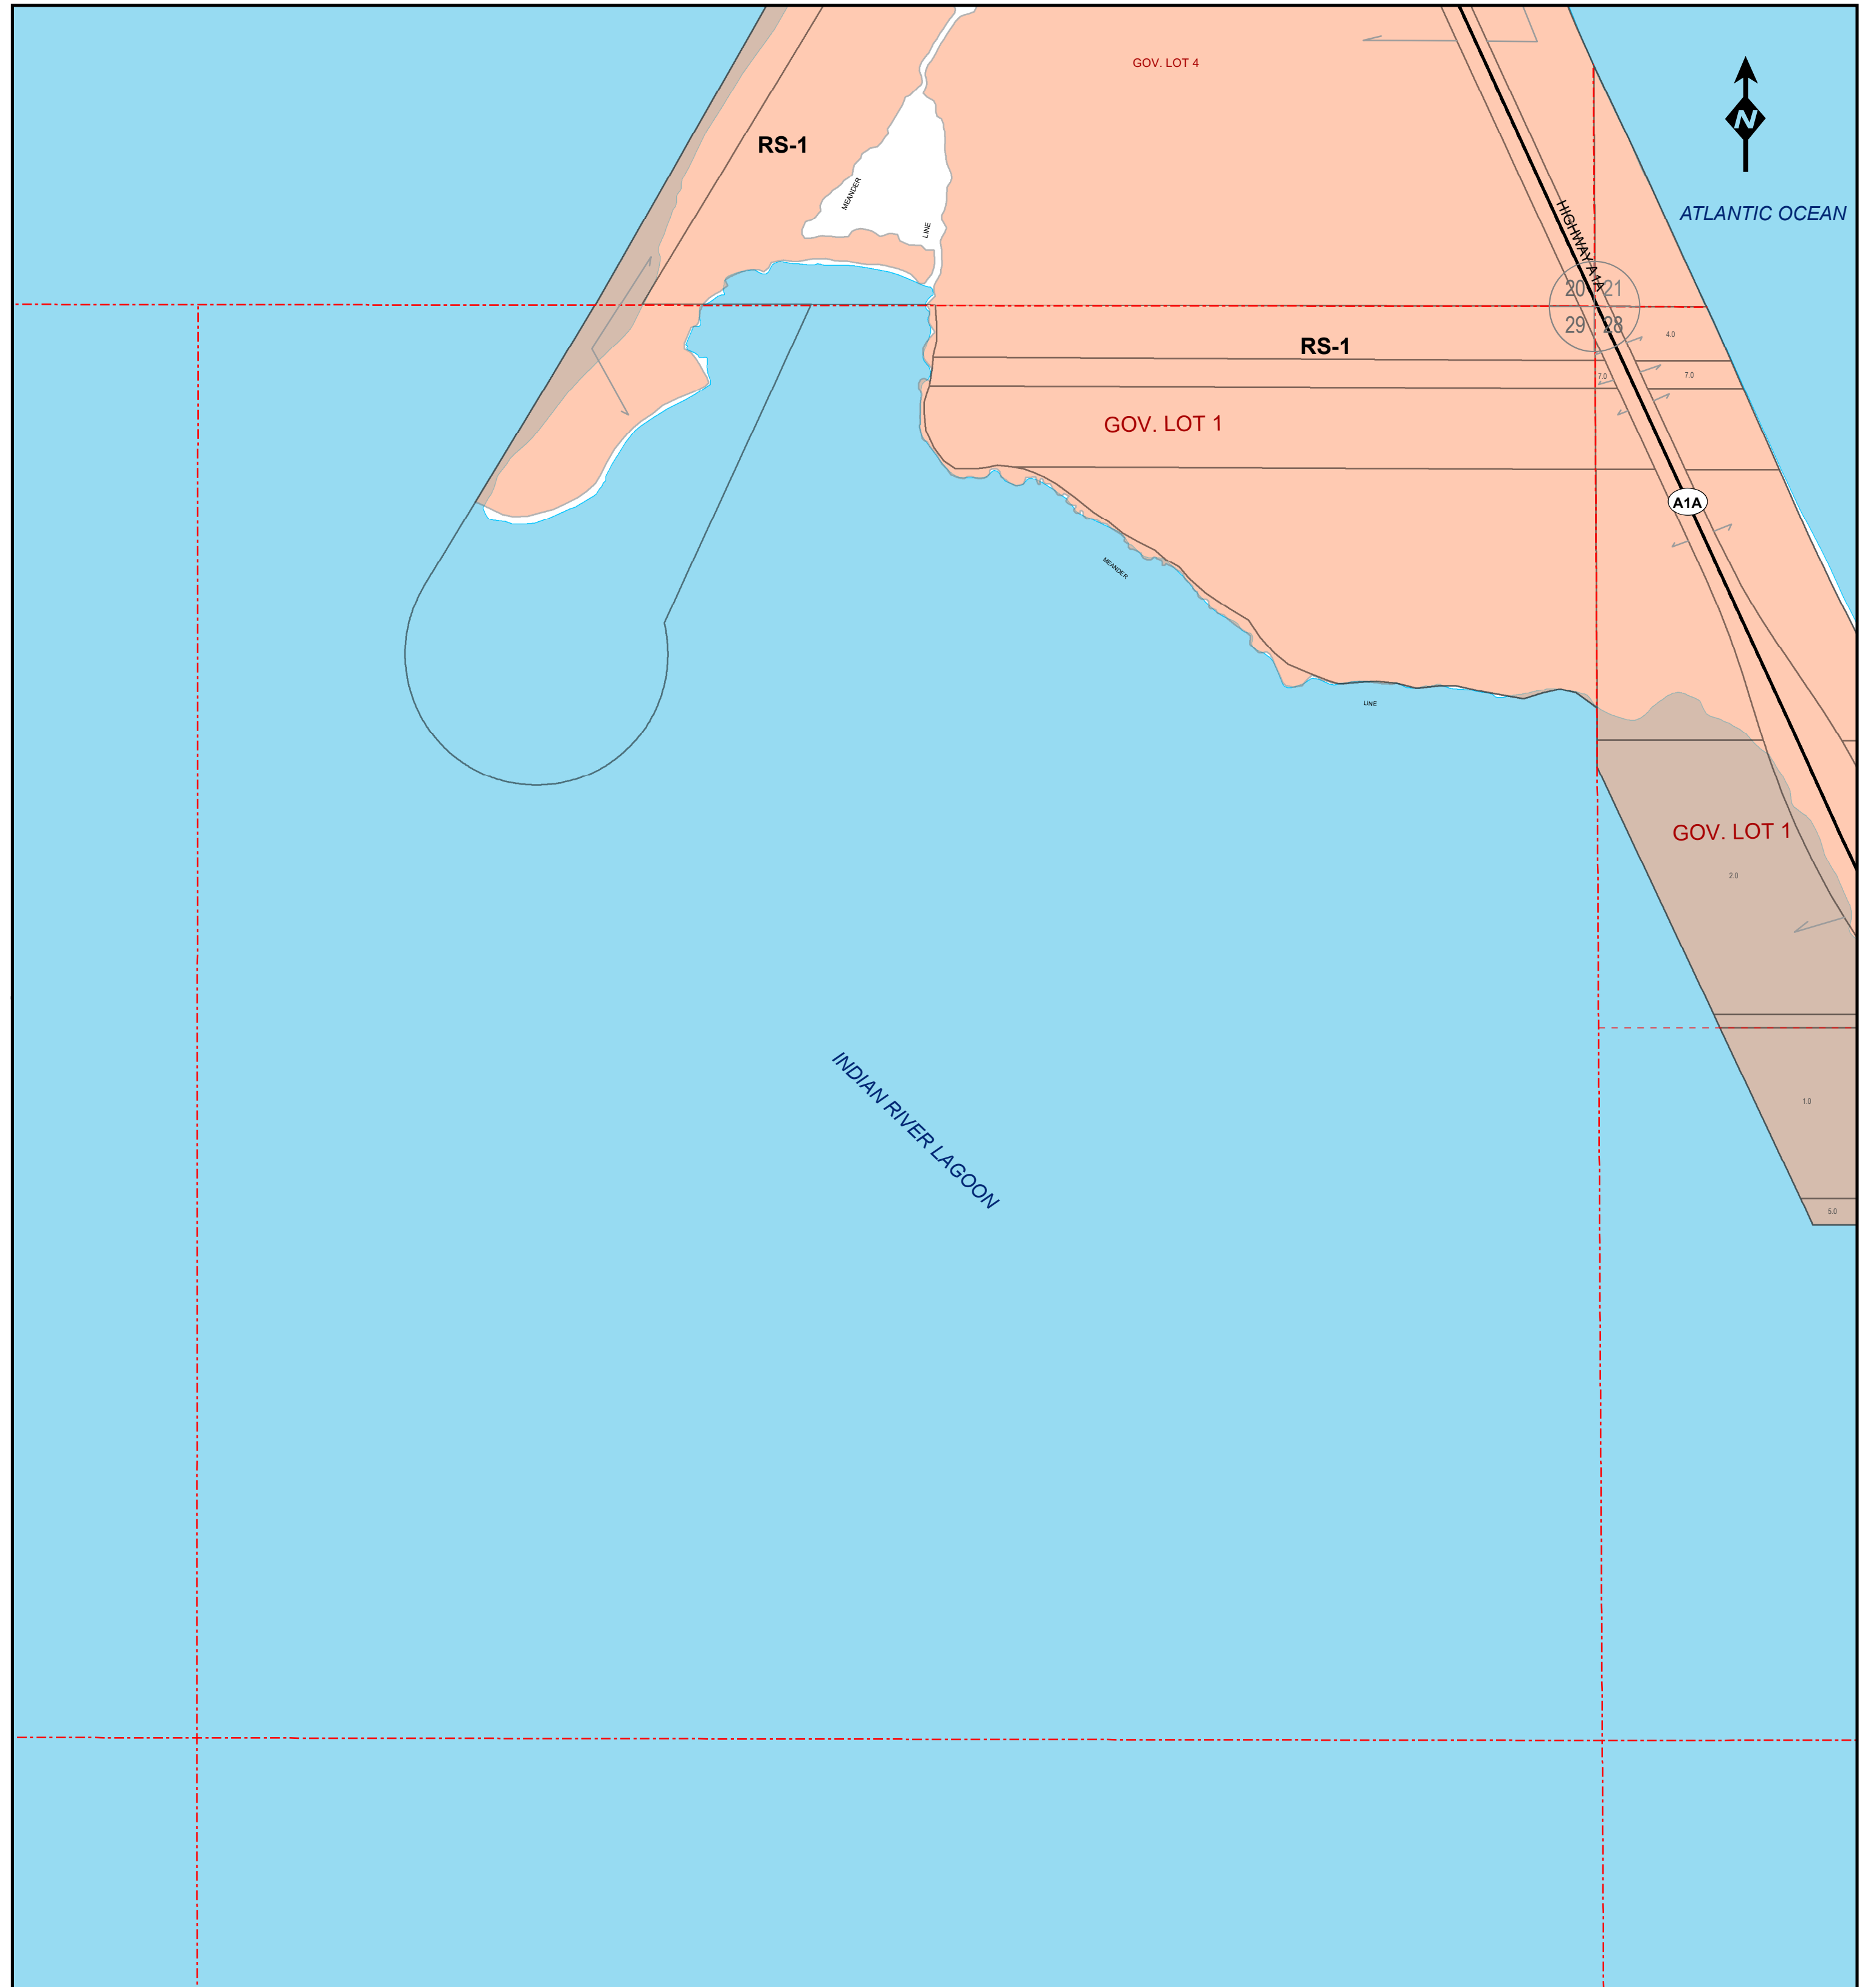 GOV. LOT 4
RS-1
N
MEANDER
ATLANTIC OCEAN
LINE
HIGHWAY A1A
20 21
29 28
4.0
RS-1
7.0
7.0
GOV. LOT 1
A1A
MEANDER
LINE
GOV. LOT 1
2.0
INDIAN RIVER LAGOON
1.0
5.0